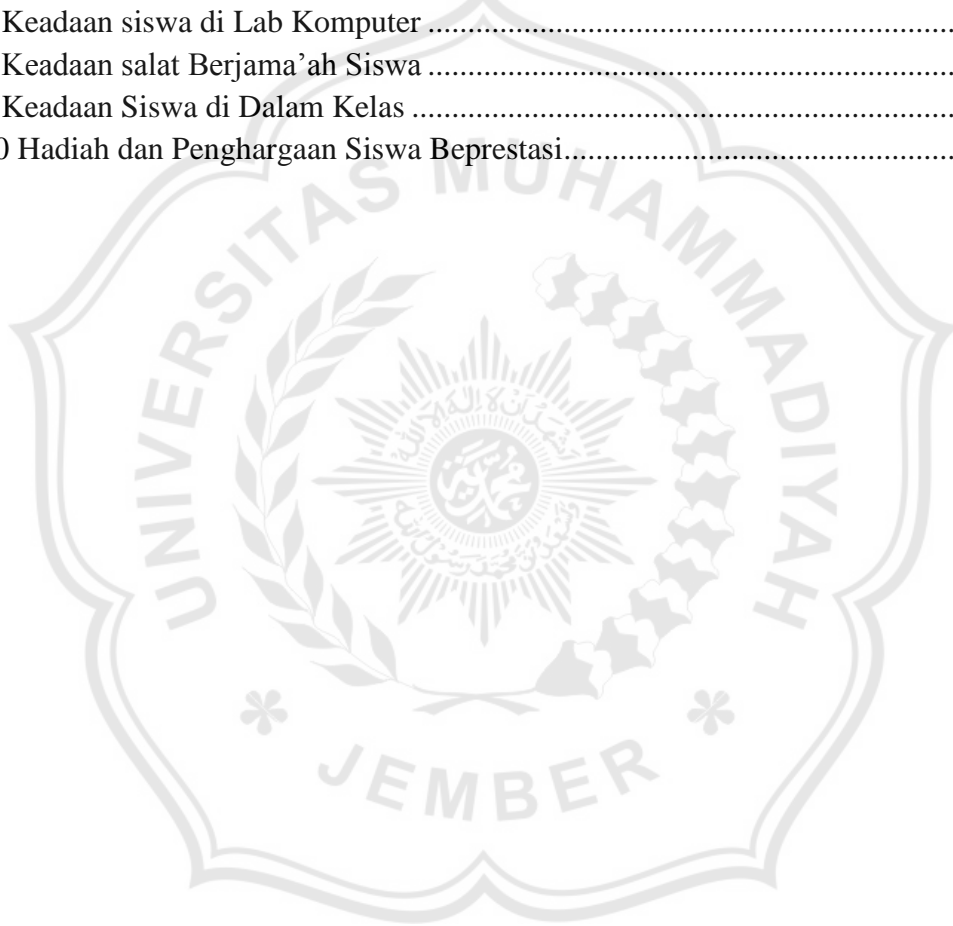 Keadaan siswa di Lab Komputer ....................................................................
Keadaan salat Berjama’ah Siswa ....................................................................
Keadaan Siswa di Dalam Kelas ......................................................................
0 Hadiah dan Penghargaan Siswa Beprestasi..................................................
UNIVERSITAS MUHAMMADIYAH
JEMBER